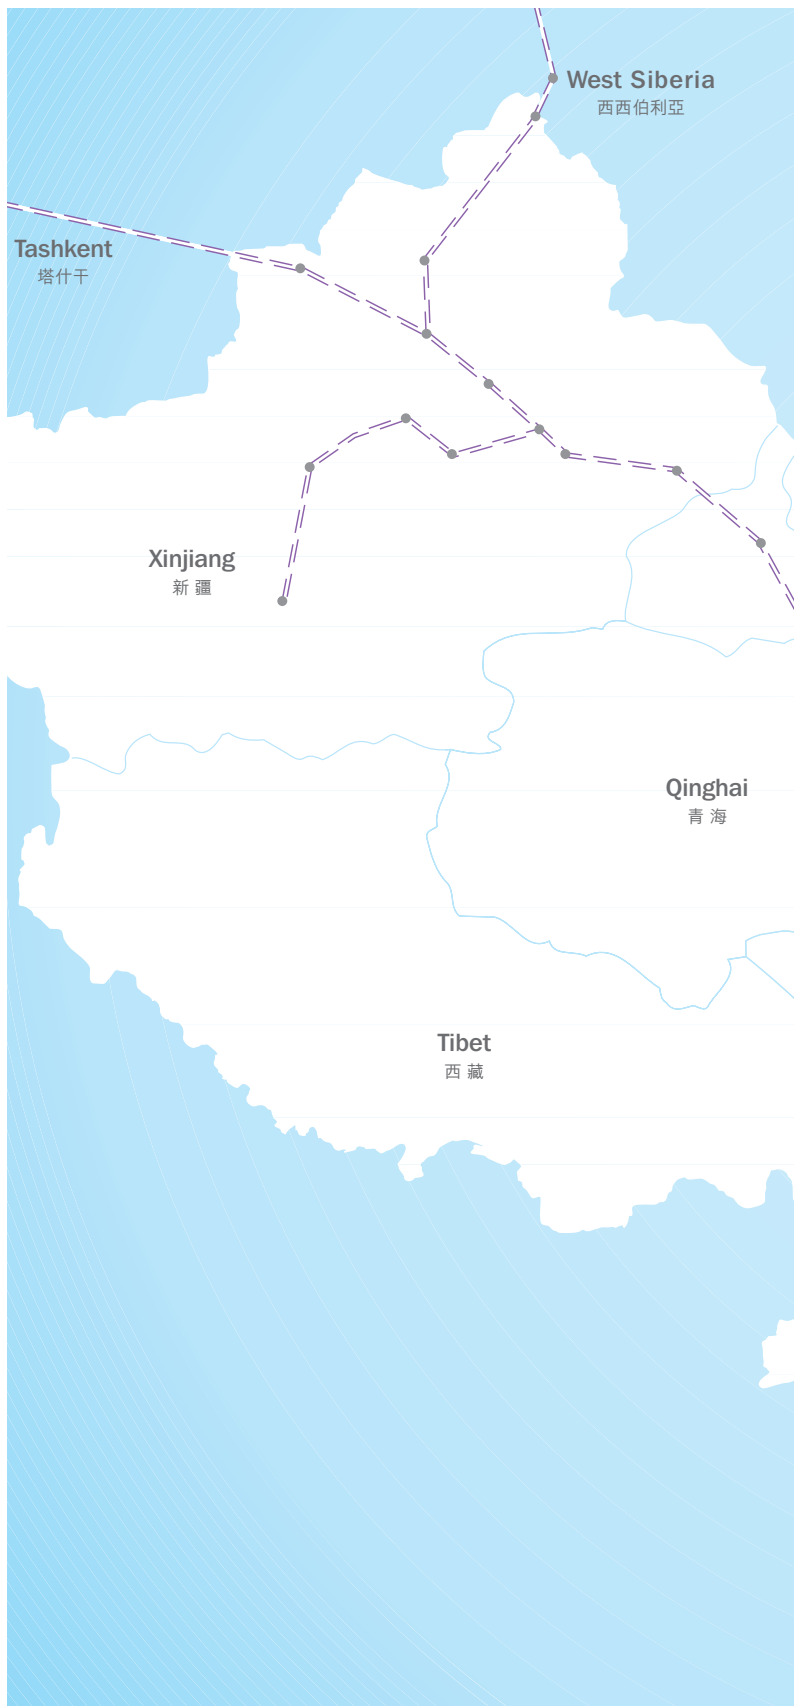 West Siberia
西西伯利亞
Tashkent
塔什干
Xinjiang
新疆
Qinghai
青海
Tibet
西藏